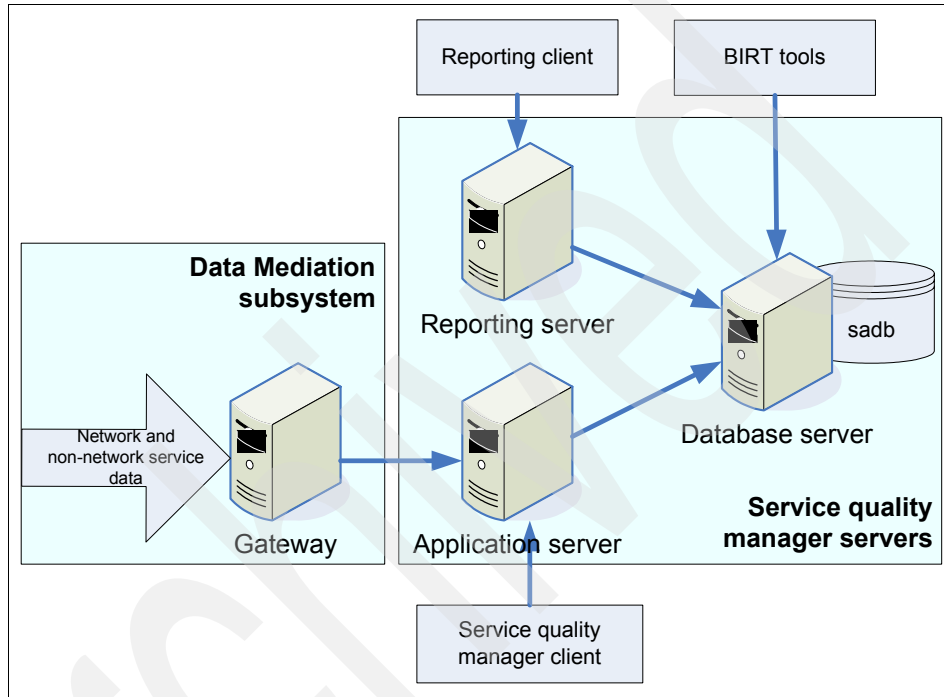 Reporting client
BIRT tools
Data Mediation
subsystem
Reporting server
sadb
Network and
non-network service
data
Database server
Gateway
Application server
Service quality
manager servers
Service quality
manager client